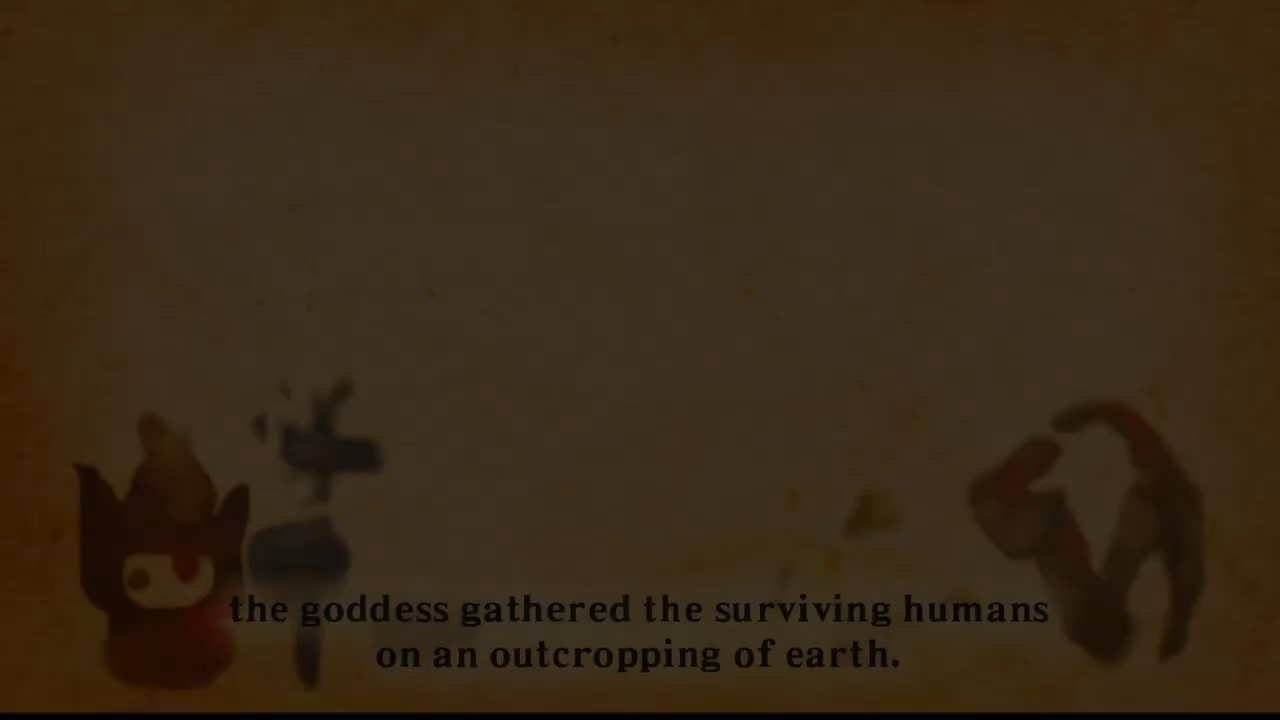 the goddess gathered the surviving humans
on an outcropping of earth.